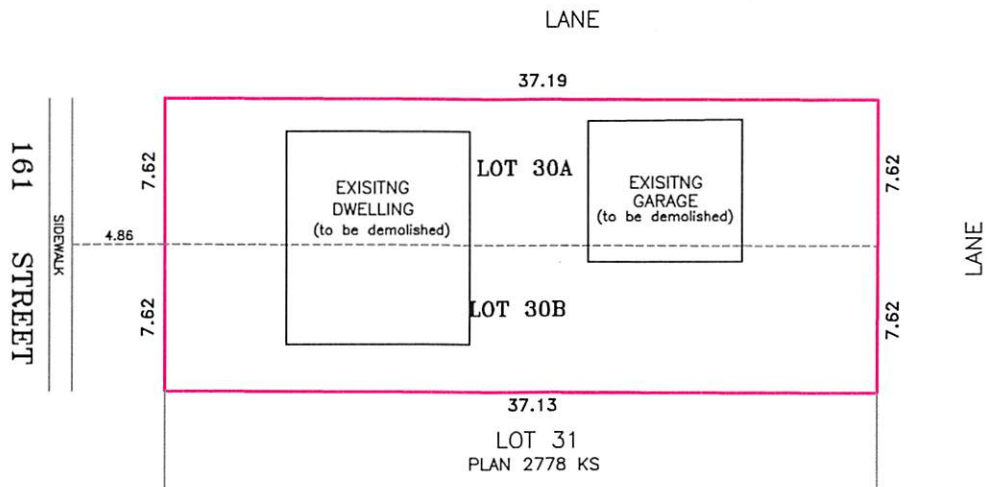 LANE
37.19
161 STREET
SIDEWALK
7.62
4.86
7.62
EXISITNG
DWELLING
(to be demolished)
LOT 30A
EXISITNG
GARAGE
(to be demolished)
7.62
LANE
LOT 30B
7.62
37.13
LOT 31
PLAN 2778 KS